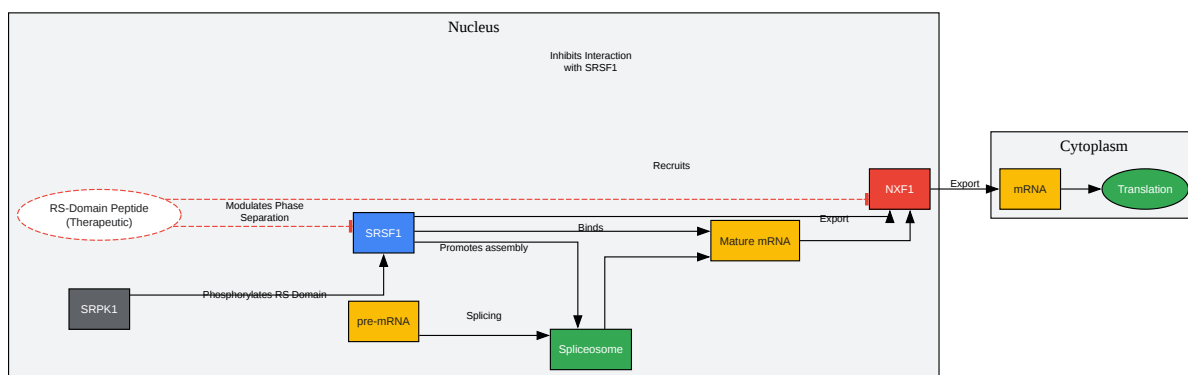 Nucleus
Inhibits Interaction
with SRSF1
Cytoplasm
Recruits
NXF1
Export
mRNA
Translation
RS-Domain Peptide
(Therapeutic)
Modulates Phase
Separation
SRSF1
Binds
Export
Mature mRNA
Promotes assembly
SRPK1
Phosphorylates RS Domain
pre-mRNA
Splicing
Spliceosome